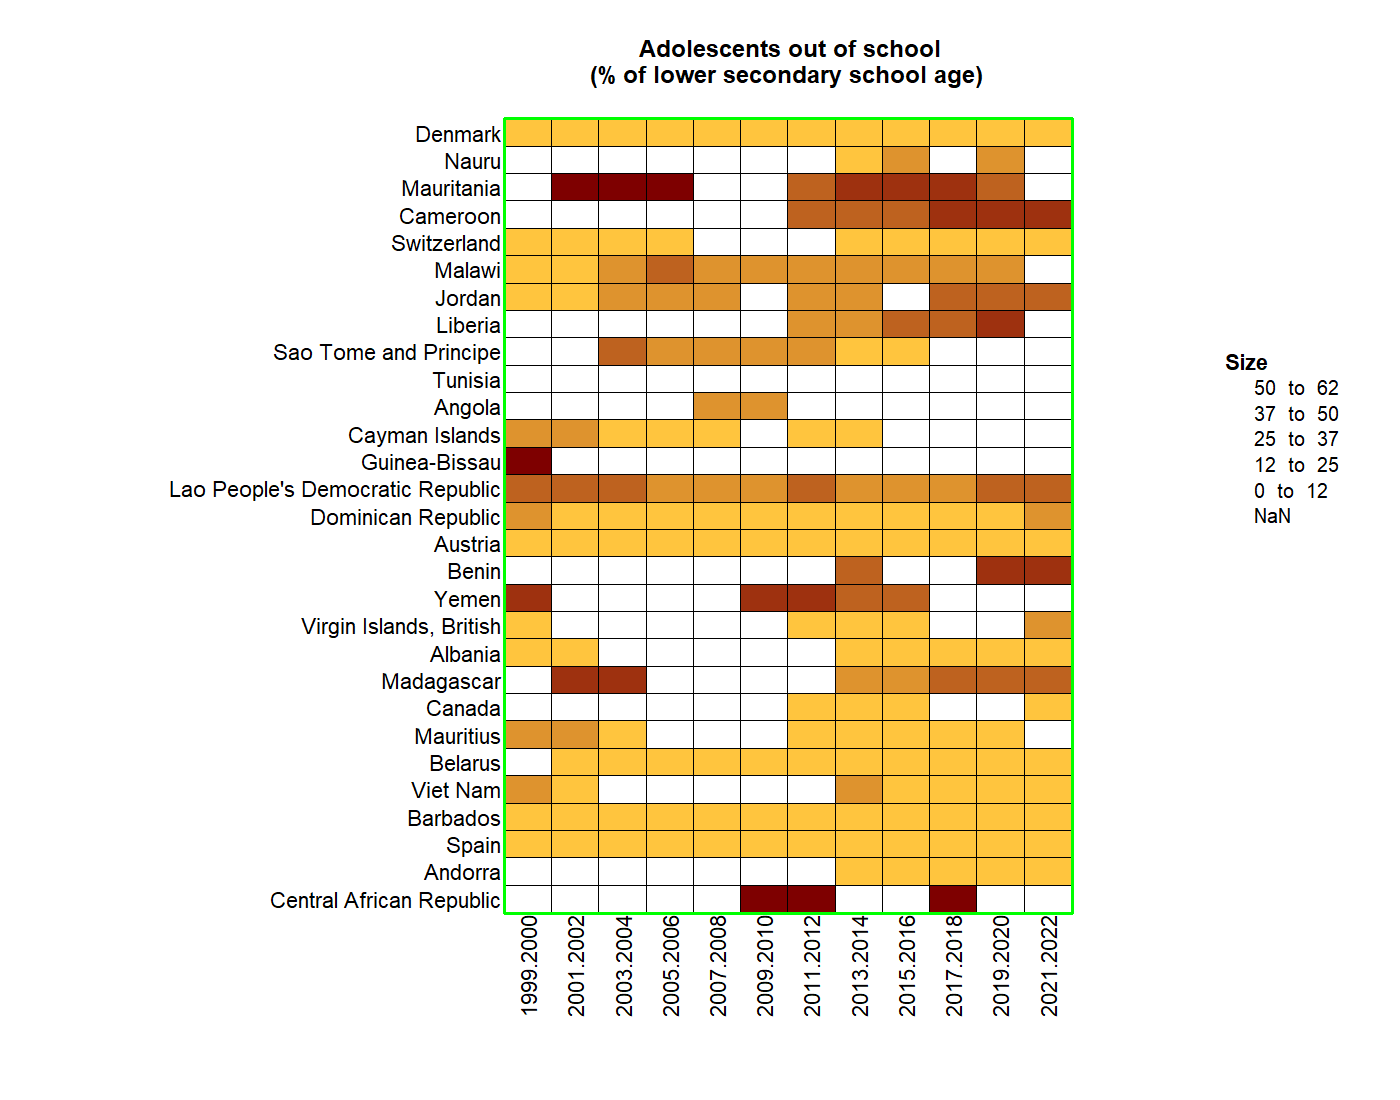 Adolescents out of school
(% of lower secondary school age)
Denmark
Nauru
Mauritania
Cameroon
Switzerland
Malawi
Jordan
Liberia
Sao Tome and Principe
Tunisia
Angola
Cayman Islands
Guinea-Bissau
Lao People's Democratic Republic
Dominican Republic
Austria
Benin
Yemen
Virgin Islands, British
Albania
Madagascar
Canada
Mauritius
Belarus
Viet Nam
Barbados
Spain
Andorra
Central African Republic
1999.2000
2001.2002
2003.2004
2005.2006
2007.2008
2009.2010
2011.2012
2013.2014
2015.2016
2017.2018
2019.2020
2021.2022
Size
50 to 62
37 to 50
25 to 37
12 to 25
0 to 12
NaN